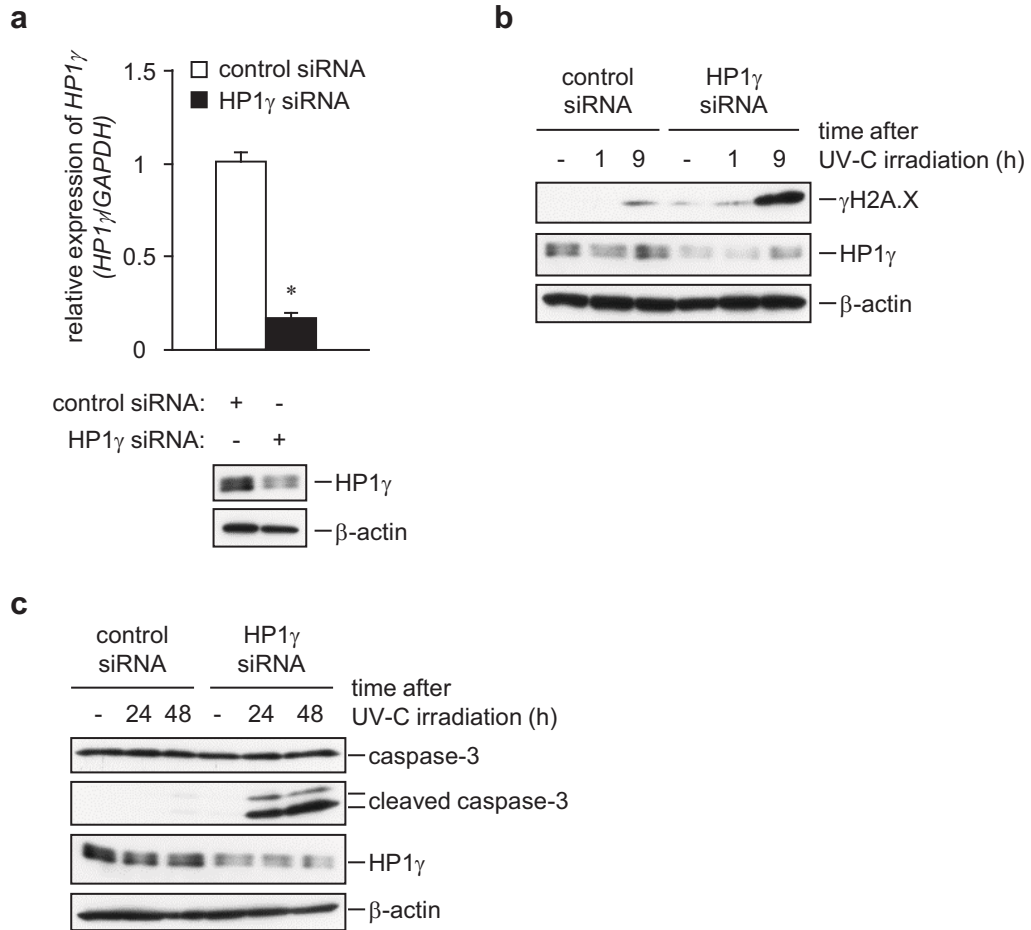 a
relative expression of HP1γ
(HP1γ/GAPDH)
1.5
1
0.5
0
control siRNA
HP1γ siRNA
*
control siRNA: + -
HP1γ siRNA: - +
HP1γ
β-actin
b
control
siRNA
HP1γ
siRNA
time after
UV-C irradiation (h)
- 1 9 - 1 9
γH2A.X
HP1γ
β-actin
c
control
siRNA
HP1γ
siRNA
time after
UV-C irradiation (h)
- 24 48 - 24 48
caspase-3
cleaved caspase-3
HP1γ
β-actin